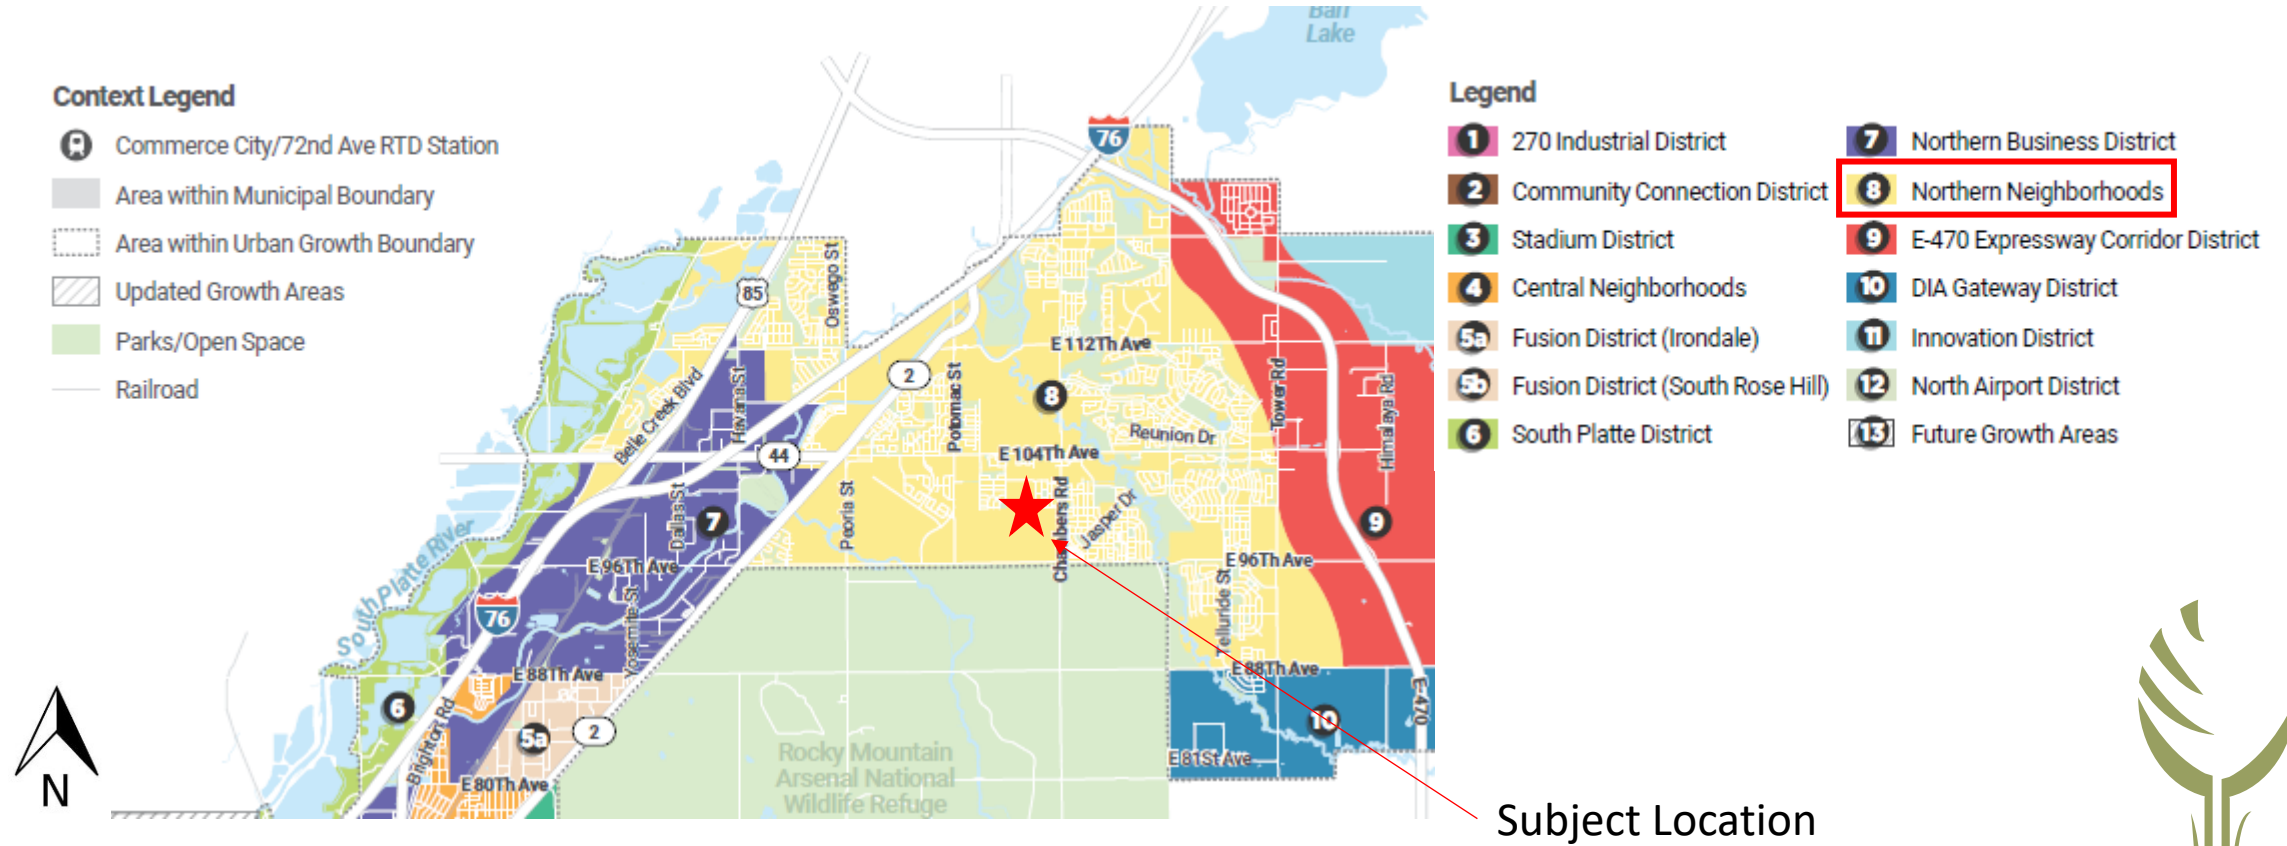 Context Legend
Commerce City/72nd Ave RTD Station
Area within Municipal Boundary
Area within Urban Growth Boundary
Updated Growth Areas
Parks/Open Space
Railroad
N
Barr
Lake
76
85
Oswego St
E 112Th Ave
2
Potomac St
8
Belle Creek Blvd
Havana St
Tower Rd
Himalaya Rd
Reunion Dr
44
E 104Th Ave
Dallas St
7
Peoria St
Chambers Rd
Jasper Dr
9
E 96Th Ave
E 96Th Ave
South Platte River
76
Yosemite St
Telluride St
E 88Th Ave
E 88Th Ave
6
Brighton Rd
5a
2
10
E-470
E 81St Ave
E 80Th Ave
Rocky Mountain
Arsenal National
Wildlife Refuge
Legend
1 270 Industrial District
2 Community Connection District
3 Stadium District
4 Central Neighborhoods
5a Fusion District (Irondale)
5b Fusion District (South Rose Hill)
6 South Platte District
7 Northern Business District
8 Northern Neighborhoods
9 E-470 Expressway Corridor District
10 DIA Gateway District
11 Innovation District
12 North Airport District
13 Future Growth Areas
Subject Location